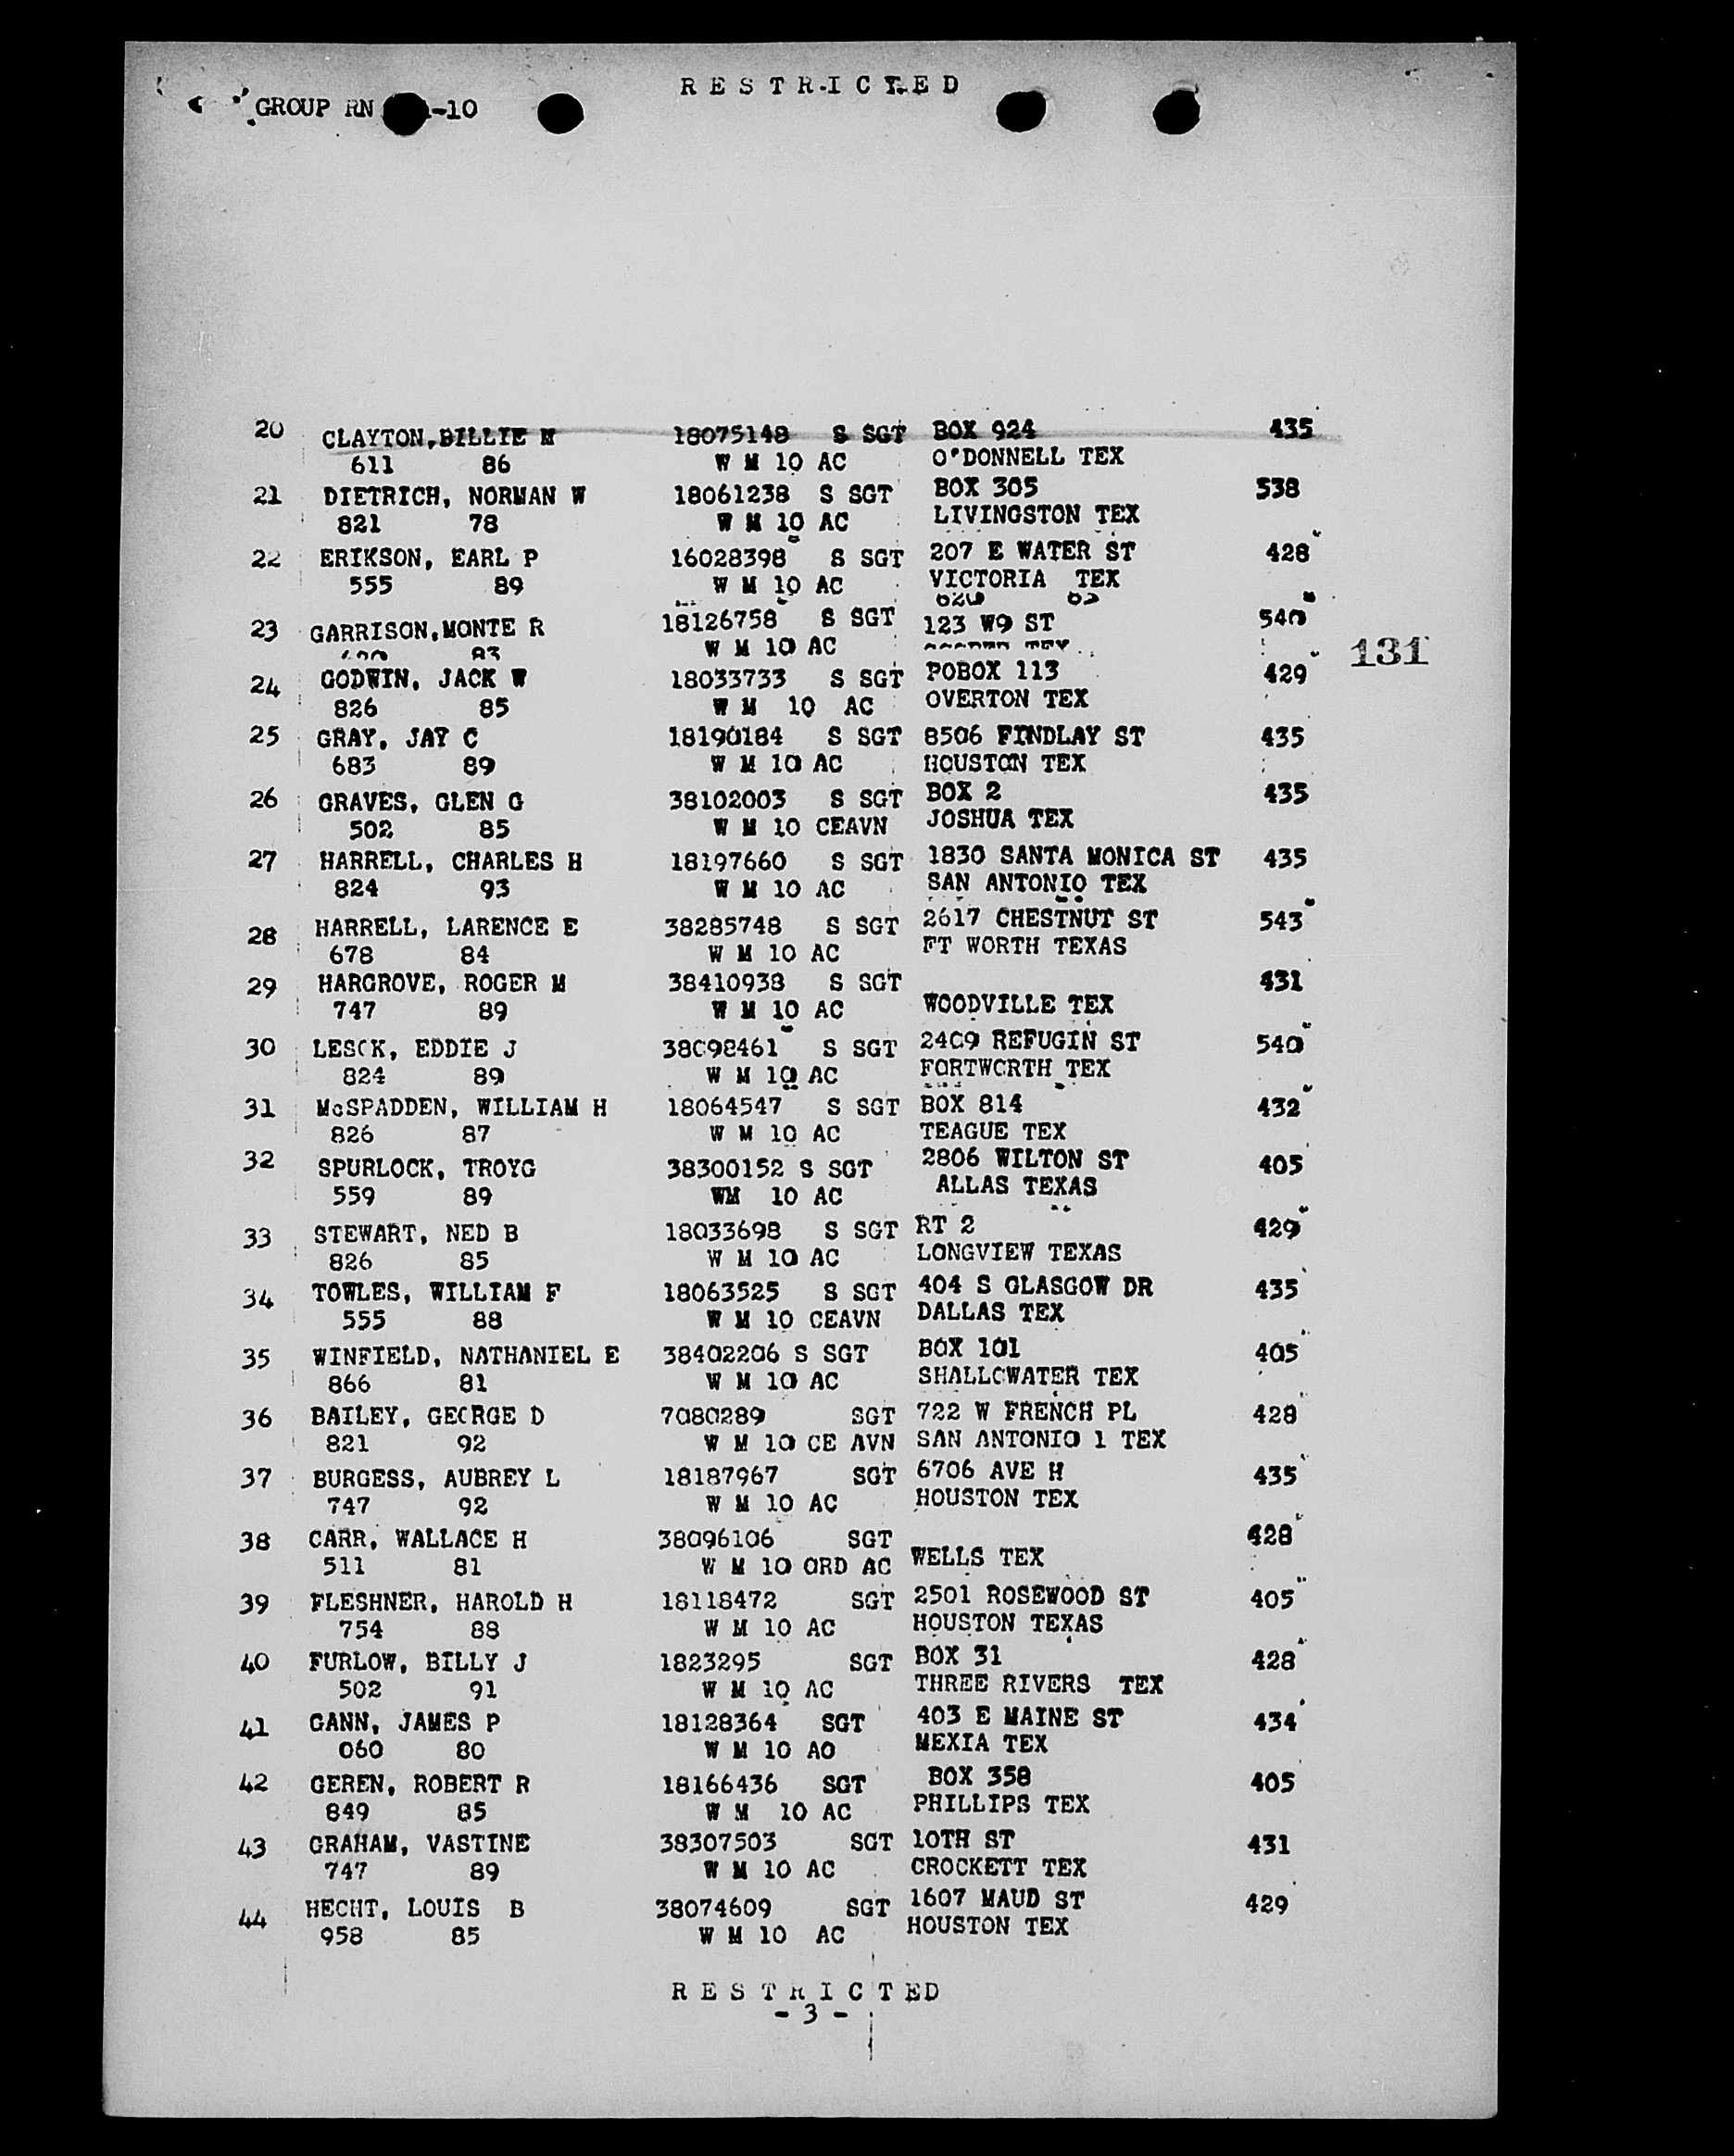 RESTRICTED
GROUP RN -10
20 CLAYTON,BILLIE M 18075148 S SGT BOX 924 435
611 86 W M 10 AC O'DONNELL TEX
21 DIETRICH, NORMAN W 18061238 S SGT BOX 305 538
821 78 W M 10 AC LIVINGSTON TEX
22 ERIKSON, EARL P 16028398 S SGT 207 E WATER ST 428
555 89 W M 10 AC VICTORIA TEX
23 GARRISON,MONTE R 18126758 S SGT 123 W9 ST 540
83 W M 10 AC
131
24 GODWIN, JACK W 18033733 S SGT POBOX 113 429
826 85 W M 10 AC OVERTON TEX
25 GRAY, JAY C 18190184 S SGT 8506 FINDLAY ST 435
683 89 W M 10 AC HOUSTON TEX
26 GRAVES, GLEN G 38102003 S SGT BOX 2 435
502 85 W M 10 CEAVN JOSHUA TEX
27 HARRELL, CHARLES H 18197660 S SGT 1830 SANTA MONICA ST 435
824 93 W M 10 AC SAN ANTONIO TEX
28 HARRELL, LARENCE E 38285748 S SGT 2617 CHESTNUT ST 543
678 84 W M 10 AC FT WORTH TEXAS
29 HARGROVE, ROGER M 38410938 S SGT 431
747 89 W M 10 AC WOODVILLE TEX
30 LESCK, EDDIE J 38098461 S SGT 2409 REFUGIN ST 540
824 89 W M 10 AC FORTWORTH TEX
31 McSPADDEN, WILLIAM H 18064547 S SGT BOX 814 432
826 87 W M 10 AC TEAGUE TEX
32 SPURLOCK, TROYG 38300152 S SGT 2806 WILTON ST 405
559 89 WM 10 AC ALLAS TEXAS
33 STEWART, NED B 18033698 S SGT RT 2 429
826 85 W M 10 AC LONGVIEW TEXAS
34 TOWLES, WILLIAM F 18063525 S SGT 404 S GLASGOW DR 435
555 88 W M 10 CEAVN DALLAS TEX
35 WINFIELD, NATHANIEL E 38402206 S SGT BOX 101 405
866 81 W M 10 AC SHALLOWATER TEX
36 BAILEY, GEORGE D 7080289 SGT 722 W FRENCH PL 428
821 92 W M 10 CE AVN SAN ANTONIO 1 TEX
37 BURGESS, AUBREY L 18187967 SGT 6706 AVE H 435
747 92 W M 10 AC HOUSTON TEX
38 CARR, WALLACE H 38096106 SGT 428
511 81 W M 10 ORD AC WELLS TEX
39 FLESHNER, HAROLD H 18118472 SGT 2501 ROSEWOOD ST 405
754 88 W M 10 AC HOUSTON TEXAS
40 FURLOW, BILLY J 1823295 SGT BOX 31 428
502 91 W M 10 AC THREE RIVERS TEX
41 GANN, JAMES P 18128364 SGT 403 E MAINE ST 434
060 80 W M 10 AO MEXIA TEX
42 GEREN, ROBERT R 18166436 SGT BOX 358 405
849 85 W M 10 AC PHILLIPS TEX
43 GRAHAM, VASTINE 38307503 SGT 10TH ST 431
747 89 W M 10 AC CROCKETT TEX
44 HECHT, LOUIS B 38074609 SGT 1607 MAUD ST 429
958 85 W M 10 AC HOUSTON TEX
RESTRICTED
- 3 -